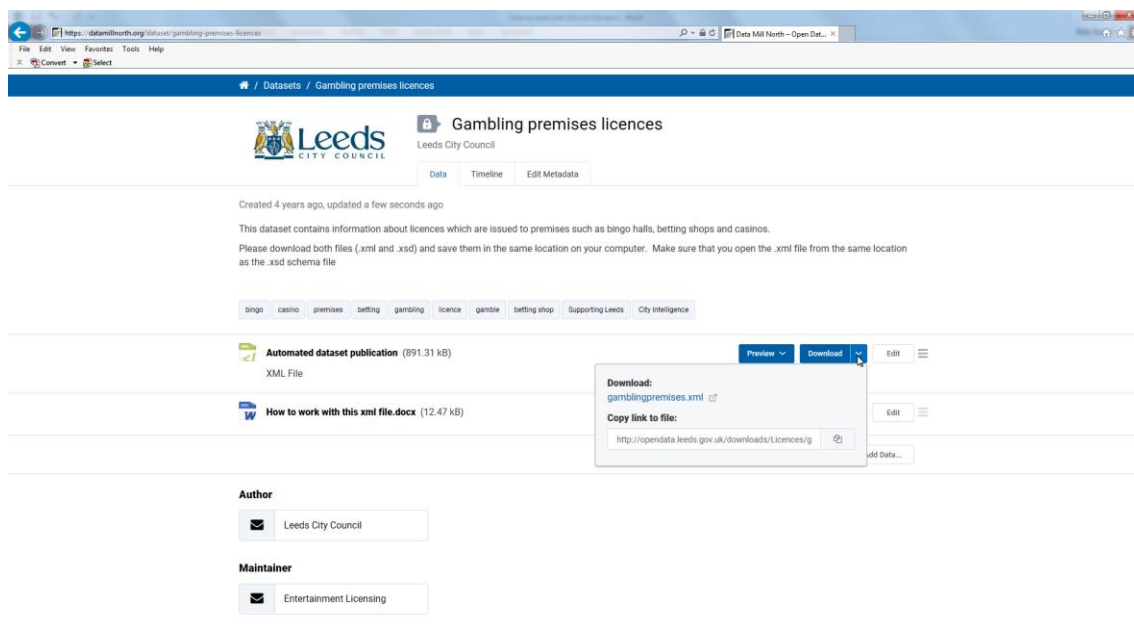 https://datamillnorth.org/dataset/gambling-premises-licences
Data Mill North – Open Dat...
File Edit View Favorites Tools Help
Convert Select
/ Datasets / Gambling premises licences
Leeds
CITY COUNCIL
Gambling premises licences
Leeds City Council
Data Timeline Edit Metadata
Created 4 years ago, updated a few seconds ago
This dataset contains information about licences which are issued to premises such as bingo halls, betting shops and casinos.
Please download both files (.xml and .xsd) and save them in the same location on your computer. Make sure that you open the .xml file from the same location
as the .xsd schema file
bingo casino premises betting gambling licence gamble betting shop Supporting Leeds City Intelligence
Automated dataset publication (891.31 kB)
Preview Download Edit
XML File
Download:
gamblingpremises.xml
How to work with this xml file.docx (12.47 kB)
Edit
Copy link to file:
http://opendata.leeds.gov.uk/downloads/Licences/g
Add Data...
Author
Leeds City Council
Maintainer
Entertainment Licensing